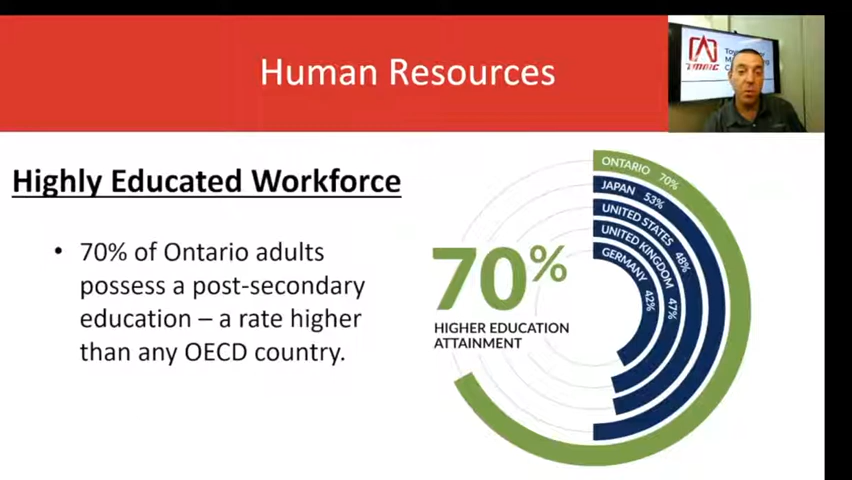 Human Resources
TMMC
Highly Educated Workforce
• 70% of Ontario adults
possess a post-secondary
education – a rate higher
than any OECD country.
70%
HIGHER EDUCATION
ATTAINMENT
ONTARIO 70%
JAPAN 53%
UNITED STATES 48%
UNITED KINGDOM 47%
GERMANY 42%